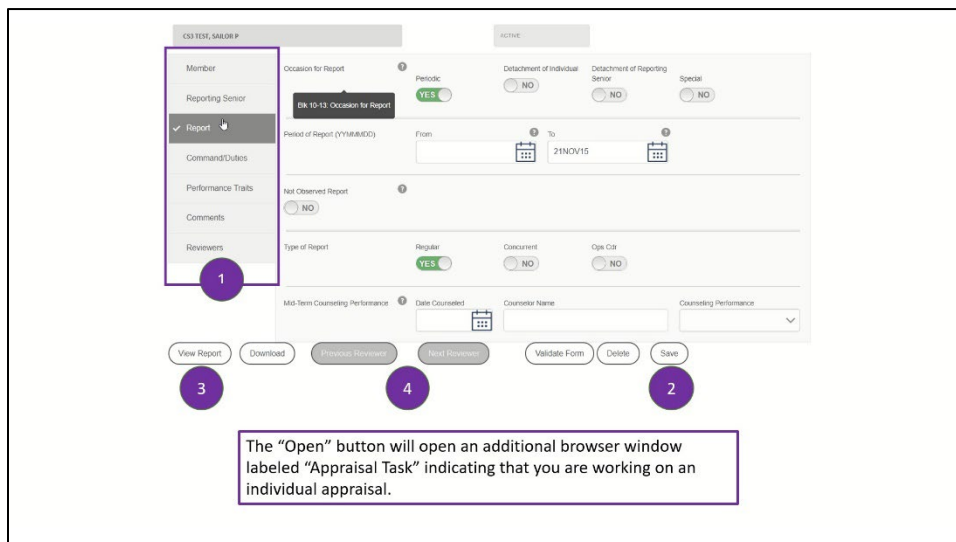 CS3 TEST, SAILOR P
ACTIVE
Member
Reporting Senior
Report
Command/Duties
Performance Traits
Comments
Reviewers
1
Occasion for Report ?
Blk 10-13: Occasion for Report
Periodic
YES
Detachment of Individual
NO
Detachment of Reporting
Senior
NO
Special
NO
Period of Report (YYMMMDD)
From ?
To ?
21NOV15
Not Observed Report ?
NO
Type of Report
Regular
YES
Concurrent
NO
Ops Cdr
NO
Mid-Term Counseling Performance ?
Date Counseled
Counselor Name
Counseling Performance
View Report
Download
Previous Reviewer
Next Reviewer
Validate Form
Delete
Save
3
4
2
The “Open” button will open an additional browser window
labeled “Appraisal Task” indicating that you are working on an
individual appraisal.